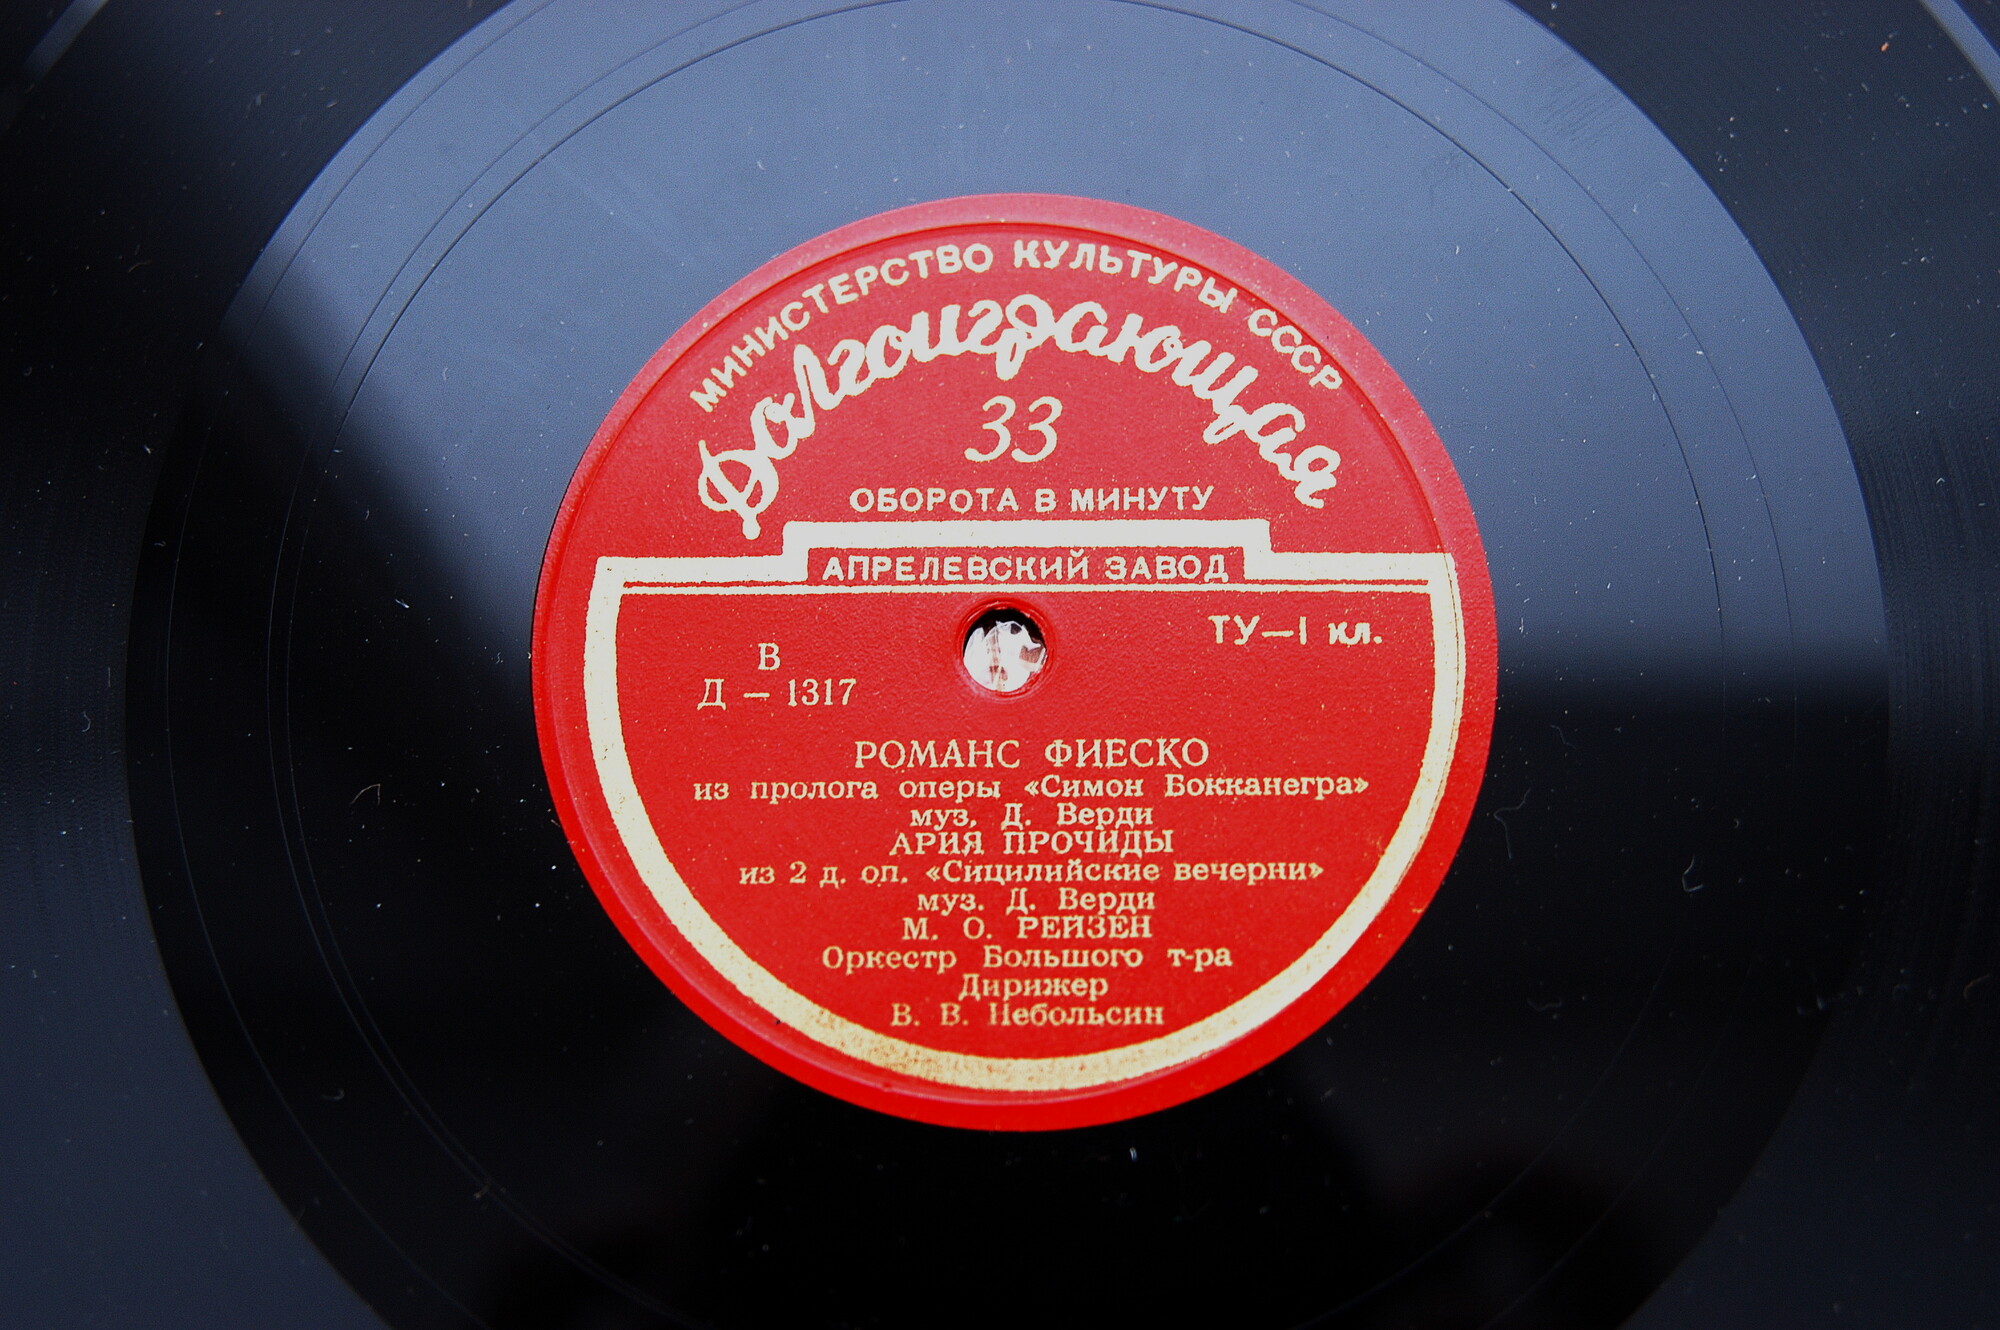 МИНИСТЕРСТВО КУЛЬТУРЫ СССР
Долгоиграющая
33
ОБОРОТА В МИНУТУ
АПРЕЛЕВСКИЙ ЗАВОД
ТУ—1 кл.
В
Д — 1317
РОМАНС ФИЕСКО
из пролога оперы «Симон Бокканегра»
муз. Д. Верди
АРИЯ ПРОЧИДЫ
из 2 д. оп. «Сицилийские вечерни»
муз. Д. Верди
М. О. РЕЙЗЕН
Оркестр Большого т-ра
Дирижер
В. В. Небольсин